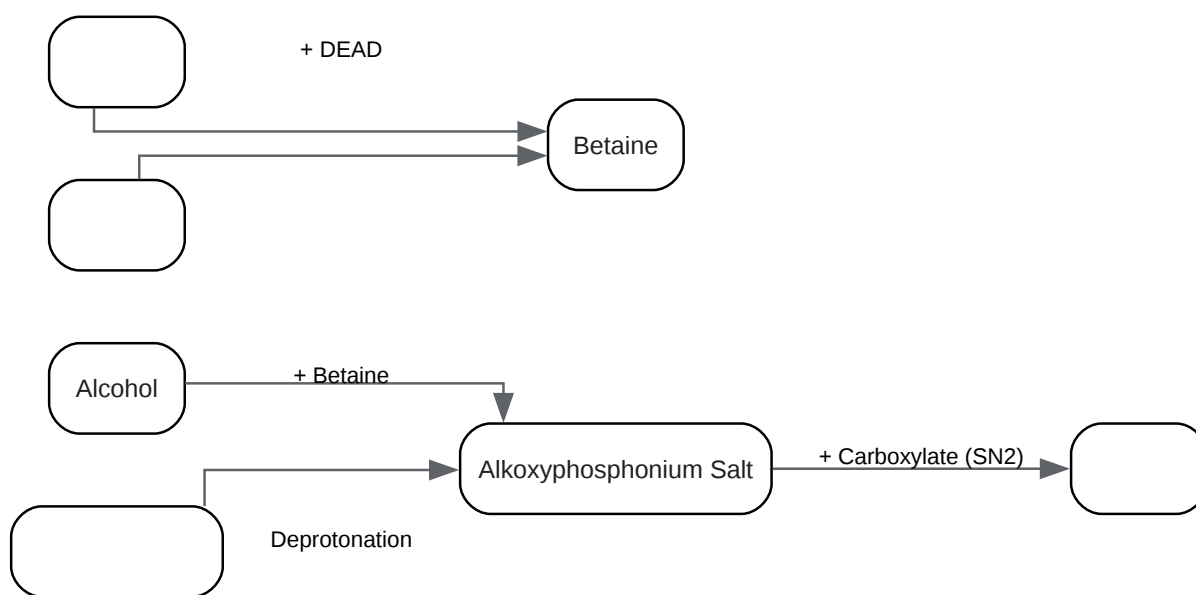 + DEAD
Betaine
Alcohol
+ Betaine
Alkoxyphosphonium Salt
+ Carboxylate (SN2)
Deprotonation